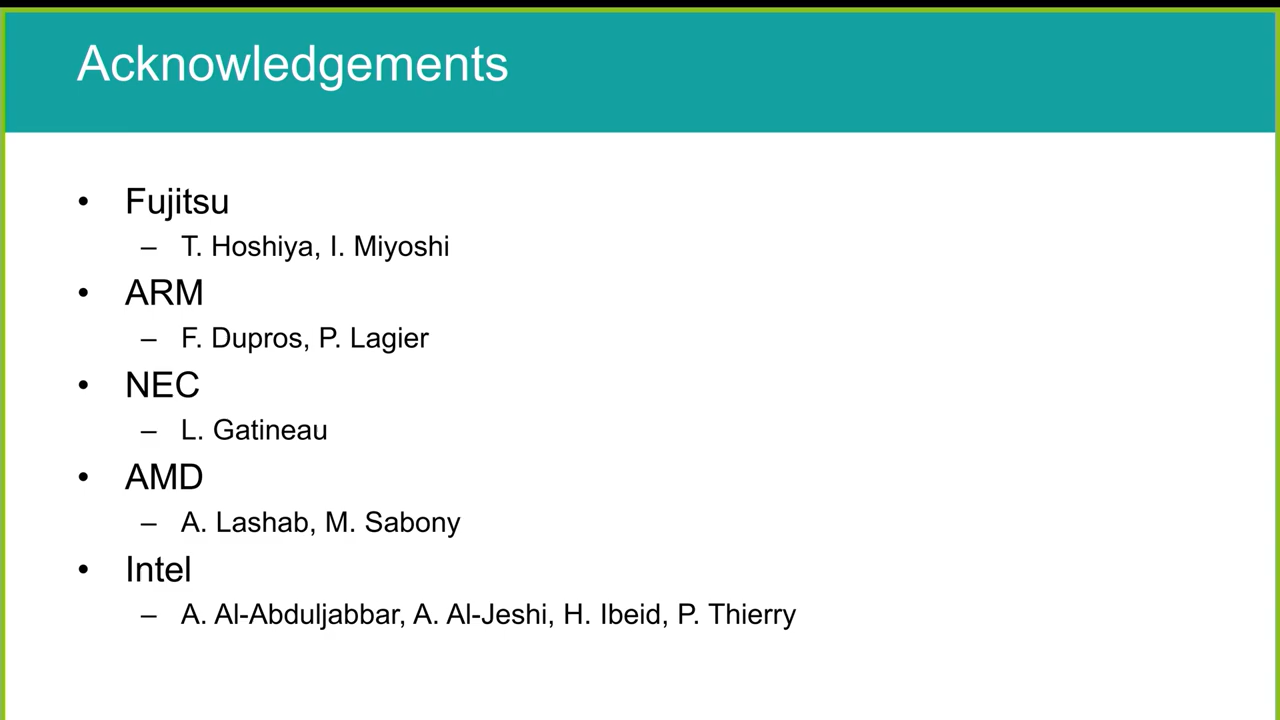 Acknowledgements
• Fujitsu
– T. Hoshiya, I. Miyoshi
• ARM
– F. Dupros, P. Lagier
• NEC
– L. Gatineau
• AMD
– A. Lashab, M. Sabony
• Intel
– A. Al-Abduljabbar, A. Al-Jeshi, H. Ibeid, P. Thierry